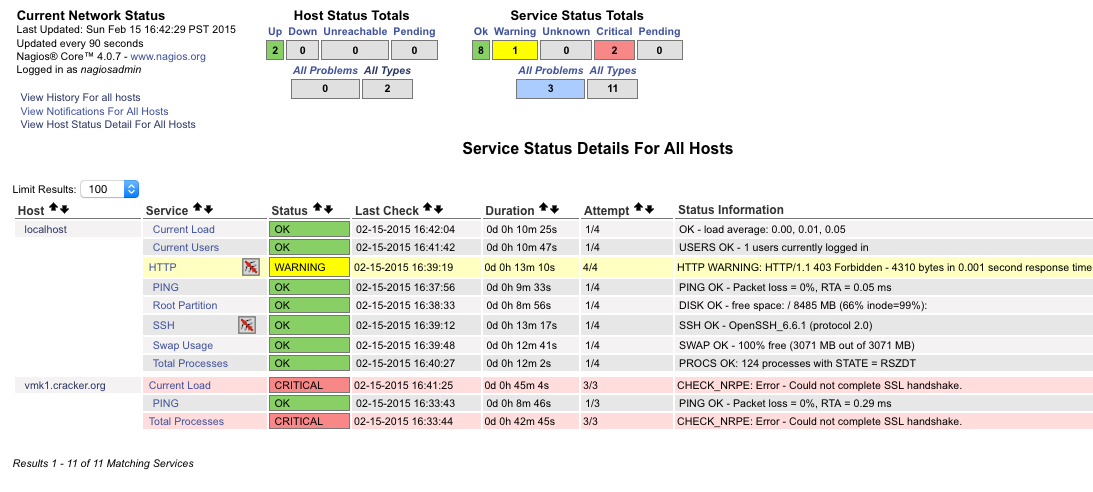 Current Network Status
Last Updated: Sun Feb 15 16:42:29 PST 2015
Updated every 90 seconds
Nagios® Core™ 4.0.7 - www.nagios.org
Logged in as nagiosadmin
View History For all hosts
View Notifications For All Hosts
View Host Status Detail For All Hosts
Host Status Totals
Up Down Unreachable Pending
2 0 0 0
All Problems All Types
0 2
Service Status Totals
Ok Warning Unknown Critical Pending
8 1 0 2 0
All Problems All Types
3 11
Service Status Details For All Hosts
Limit Results: 100
Host Service Status Last Check Duration Attempt Status Information
localhost Current Load OK 02-15-2015 16:42:04 0d 0h 10m 25s 1/4 OK - load average: 0.00, 0.01, 0.05
Current Users OK 02-15-2015 16:41:42 0d 0h 10m 47s 1/4 USERS OK - 1 users currently logged in
HTTP WARNING 02-15-2015 16:39:19 0d 0h 13m 10s 4/4 HTTP WARNING: HTTP/1.1 403 Forbidden - 4310 bytes in 0.001 second response time
PING OK 02-15-2015 16:37:56 0d 0h 9m 33s 1/4 PING OK - Packet loss = 0%, RTA = 0.05 ms
Root Partition OK 02-15-2015 16:38:33 0d 0h 8m 56s 1/4 DISK OK - free space: / 8485 MB (66% inode=99%):
SSH OK 02-15-2015 16:39:12 0d 0h 13m 17s 1/4 SSH OK - OpenSSH_6.6.1 (protocol 2.0)
Swap Usage OK 02-15-2015 16:39:48 0d 0h 12m 41s 1/4 SWAP OK - 100% free (3071 MB out of 3071 MB)
Total Processes OK 02-15-2015 16:40:27 0d 0h 12m 2s 1/4 PROCS OK: 124 processes with STATE = RSZDT
vmk1.cracker.org Current Load CRITICAL 02-15-2015 16:41:25 0d 0h 45m 4s 3/3 CHECK_NRPE: Error - Could not complete SSL handshake.
PING OK 02-15-2015 16:33:43 0d 0h 8m 46s 1/3 PING OK - Packet loss = 0%, RTA = 0.29 ms
Total Processes CRITICAL 02-15-2015 16:33:44 0d 0h 42m 45s 3/3 CHECK_NRPE: Error - Could not complete SSL handshake.
Results 1 - 11 of 11 Matching Services